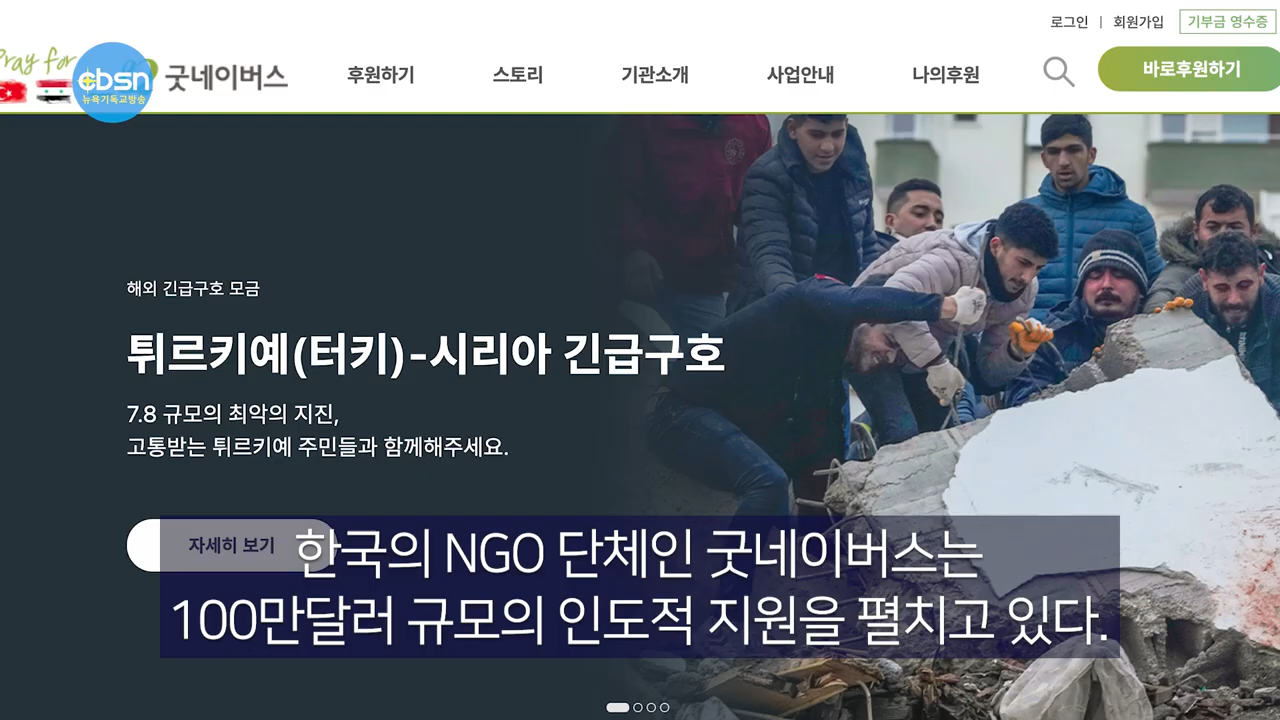 로그인 | 회원가입 기부금 영수증
Pray for
cbsn
뉴욕기독교방송
굿네이버스
후원하기 스토리 기관소개 사업안내 나의후원
바로후원하기
해외 긴급구호 모금
튀르키예(터키)-시리아 긴급구호
7.8 규모의 최악의 지진,
고통받는 튀르키예 주민들과 함께해주세요.
자세히 보기
한국의 NGO 단체인 굿네이버스는
100만달러 규모의 인도적 지원을 펼치고 있다.